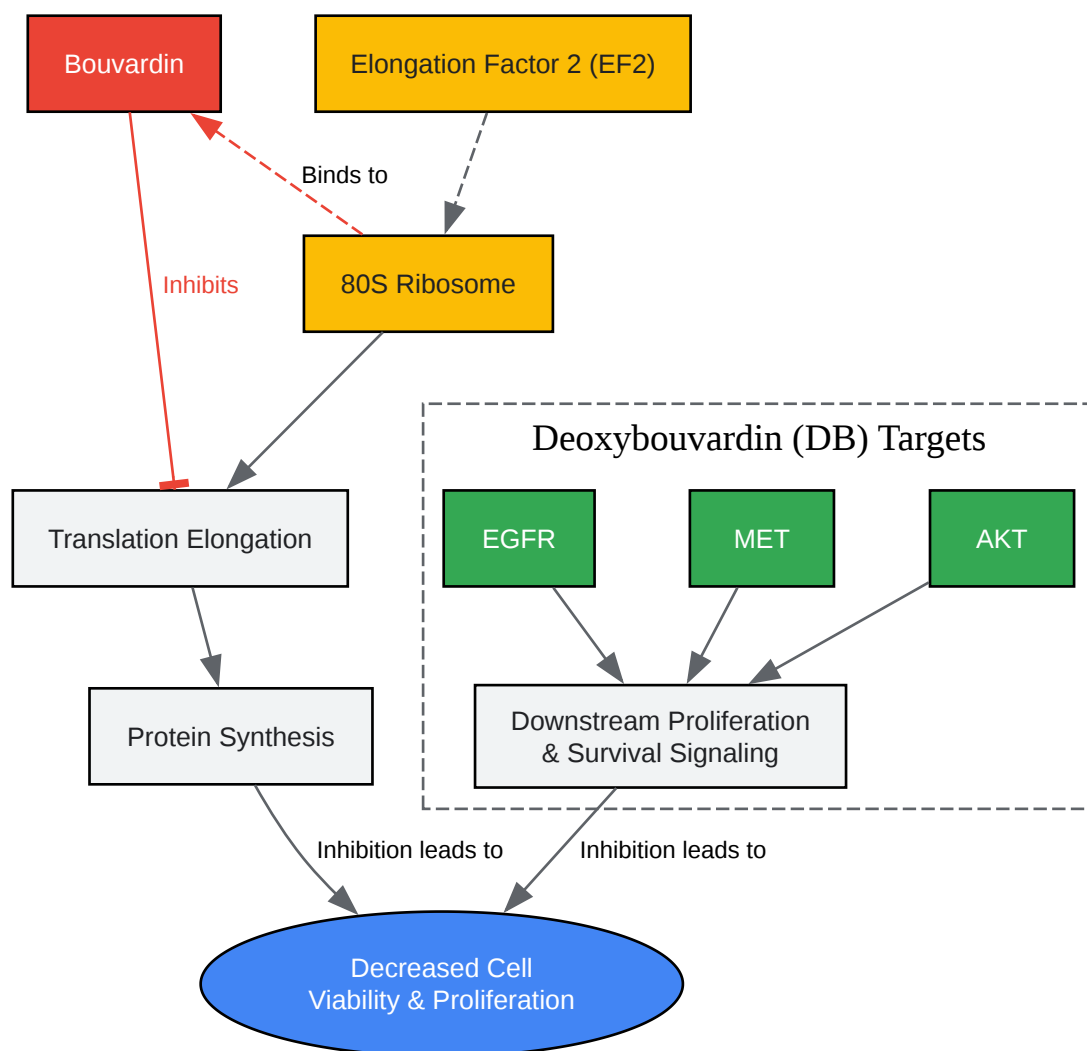 Bouvardin
Elongation Factor 2 (EF2)
Binds to
80S Ribosome
Inhibits
Deoxybouvardin (DB) Targets
Translation Elongation
EGFR
MET
AKT
Protein Synthesis
Downstream Proliferation
& Survival Signaling
Inhibition leads to
Inhibition leads to
Decreased Cell
Viability & Proliferation